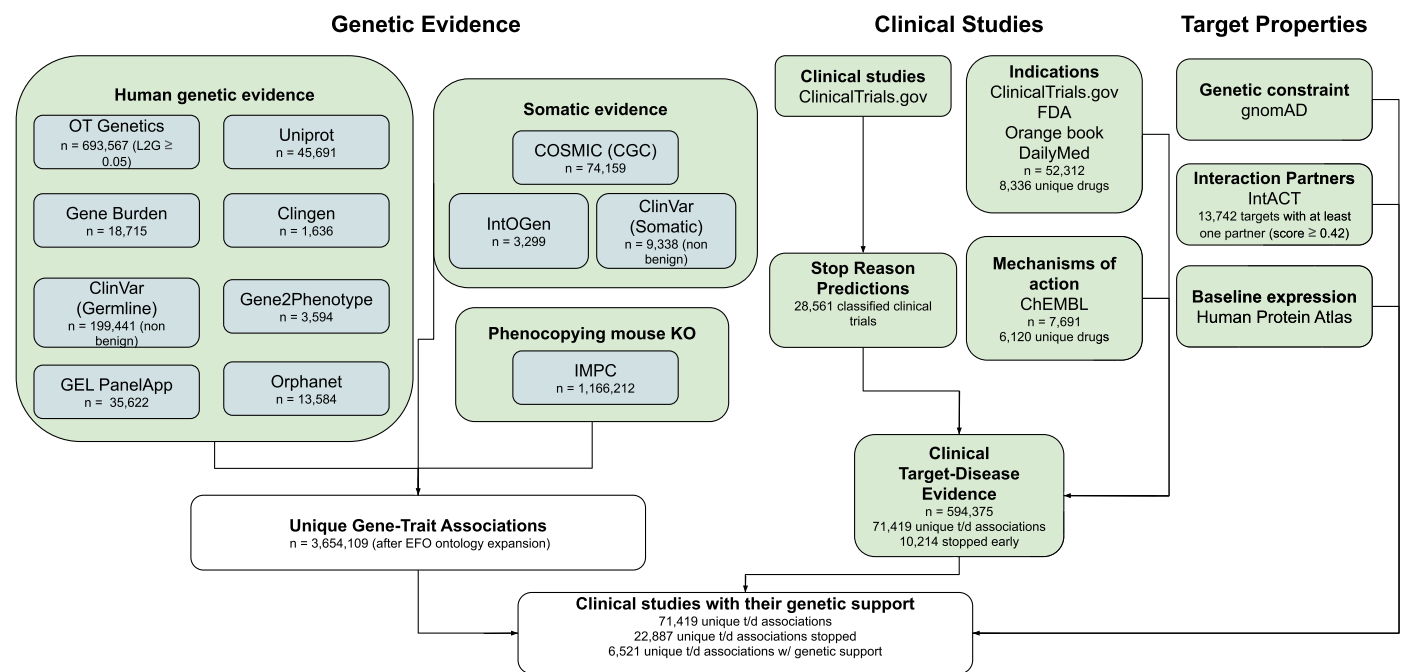 Genetic Evidence
Human genetic evidence
OT Genetics
n = 693,567 (L2G ≥
0.05)
Uniprot
n = 45,691
Gene Burden
n = 18,715
Clingen
n = 1,636
ClinVar
(Germline)
n = 199,441 (non
benign)
Gene2Phenotype
n = 3,594
GEL PanelApp
n =  35,622
Orphanet
n = 13,584
Somatic evidence
COSMIC (CGC)
n = 74,159
IntOGen
n = 3,299
ClinVar
(Somatic)
n = 9,338 (non
benign)
Phenocopying mouse KO
IMPC
n = 1,166,212
Unique Gene-Trait Associations
n = 3,654,109 (after EFO ontology expansion)
Clinical Studies
Clinical studies
ClinicalTrials.gov
Indications
ClinicalTrials.gov
FDA
Orange book
DailyMed
n = 52,312
8,336 unique drugs
Stop Reason
Predictions
28,561 classified clinical
trials
Mechanisms of
action
ChEMBL
n = 7,691
6,120 unique drugs
Clinical
Target-Disease
Evidence
n = 594,375
71,419 unique t/d associations
10,214 stopped early
Target Properties
Genetic constraint
gnomAD
Interaction Partners
IntACT
13,742 targets with at least
one partner (score ≥ 0.42)
Baseline expression
Human Protein Atlas
Clinical studies with their genetic support
71,419 unique t/d associations
22,887 unique t/d associations stopped
6,521 unique t/d associations w/ genetic support